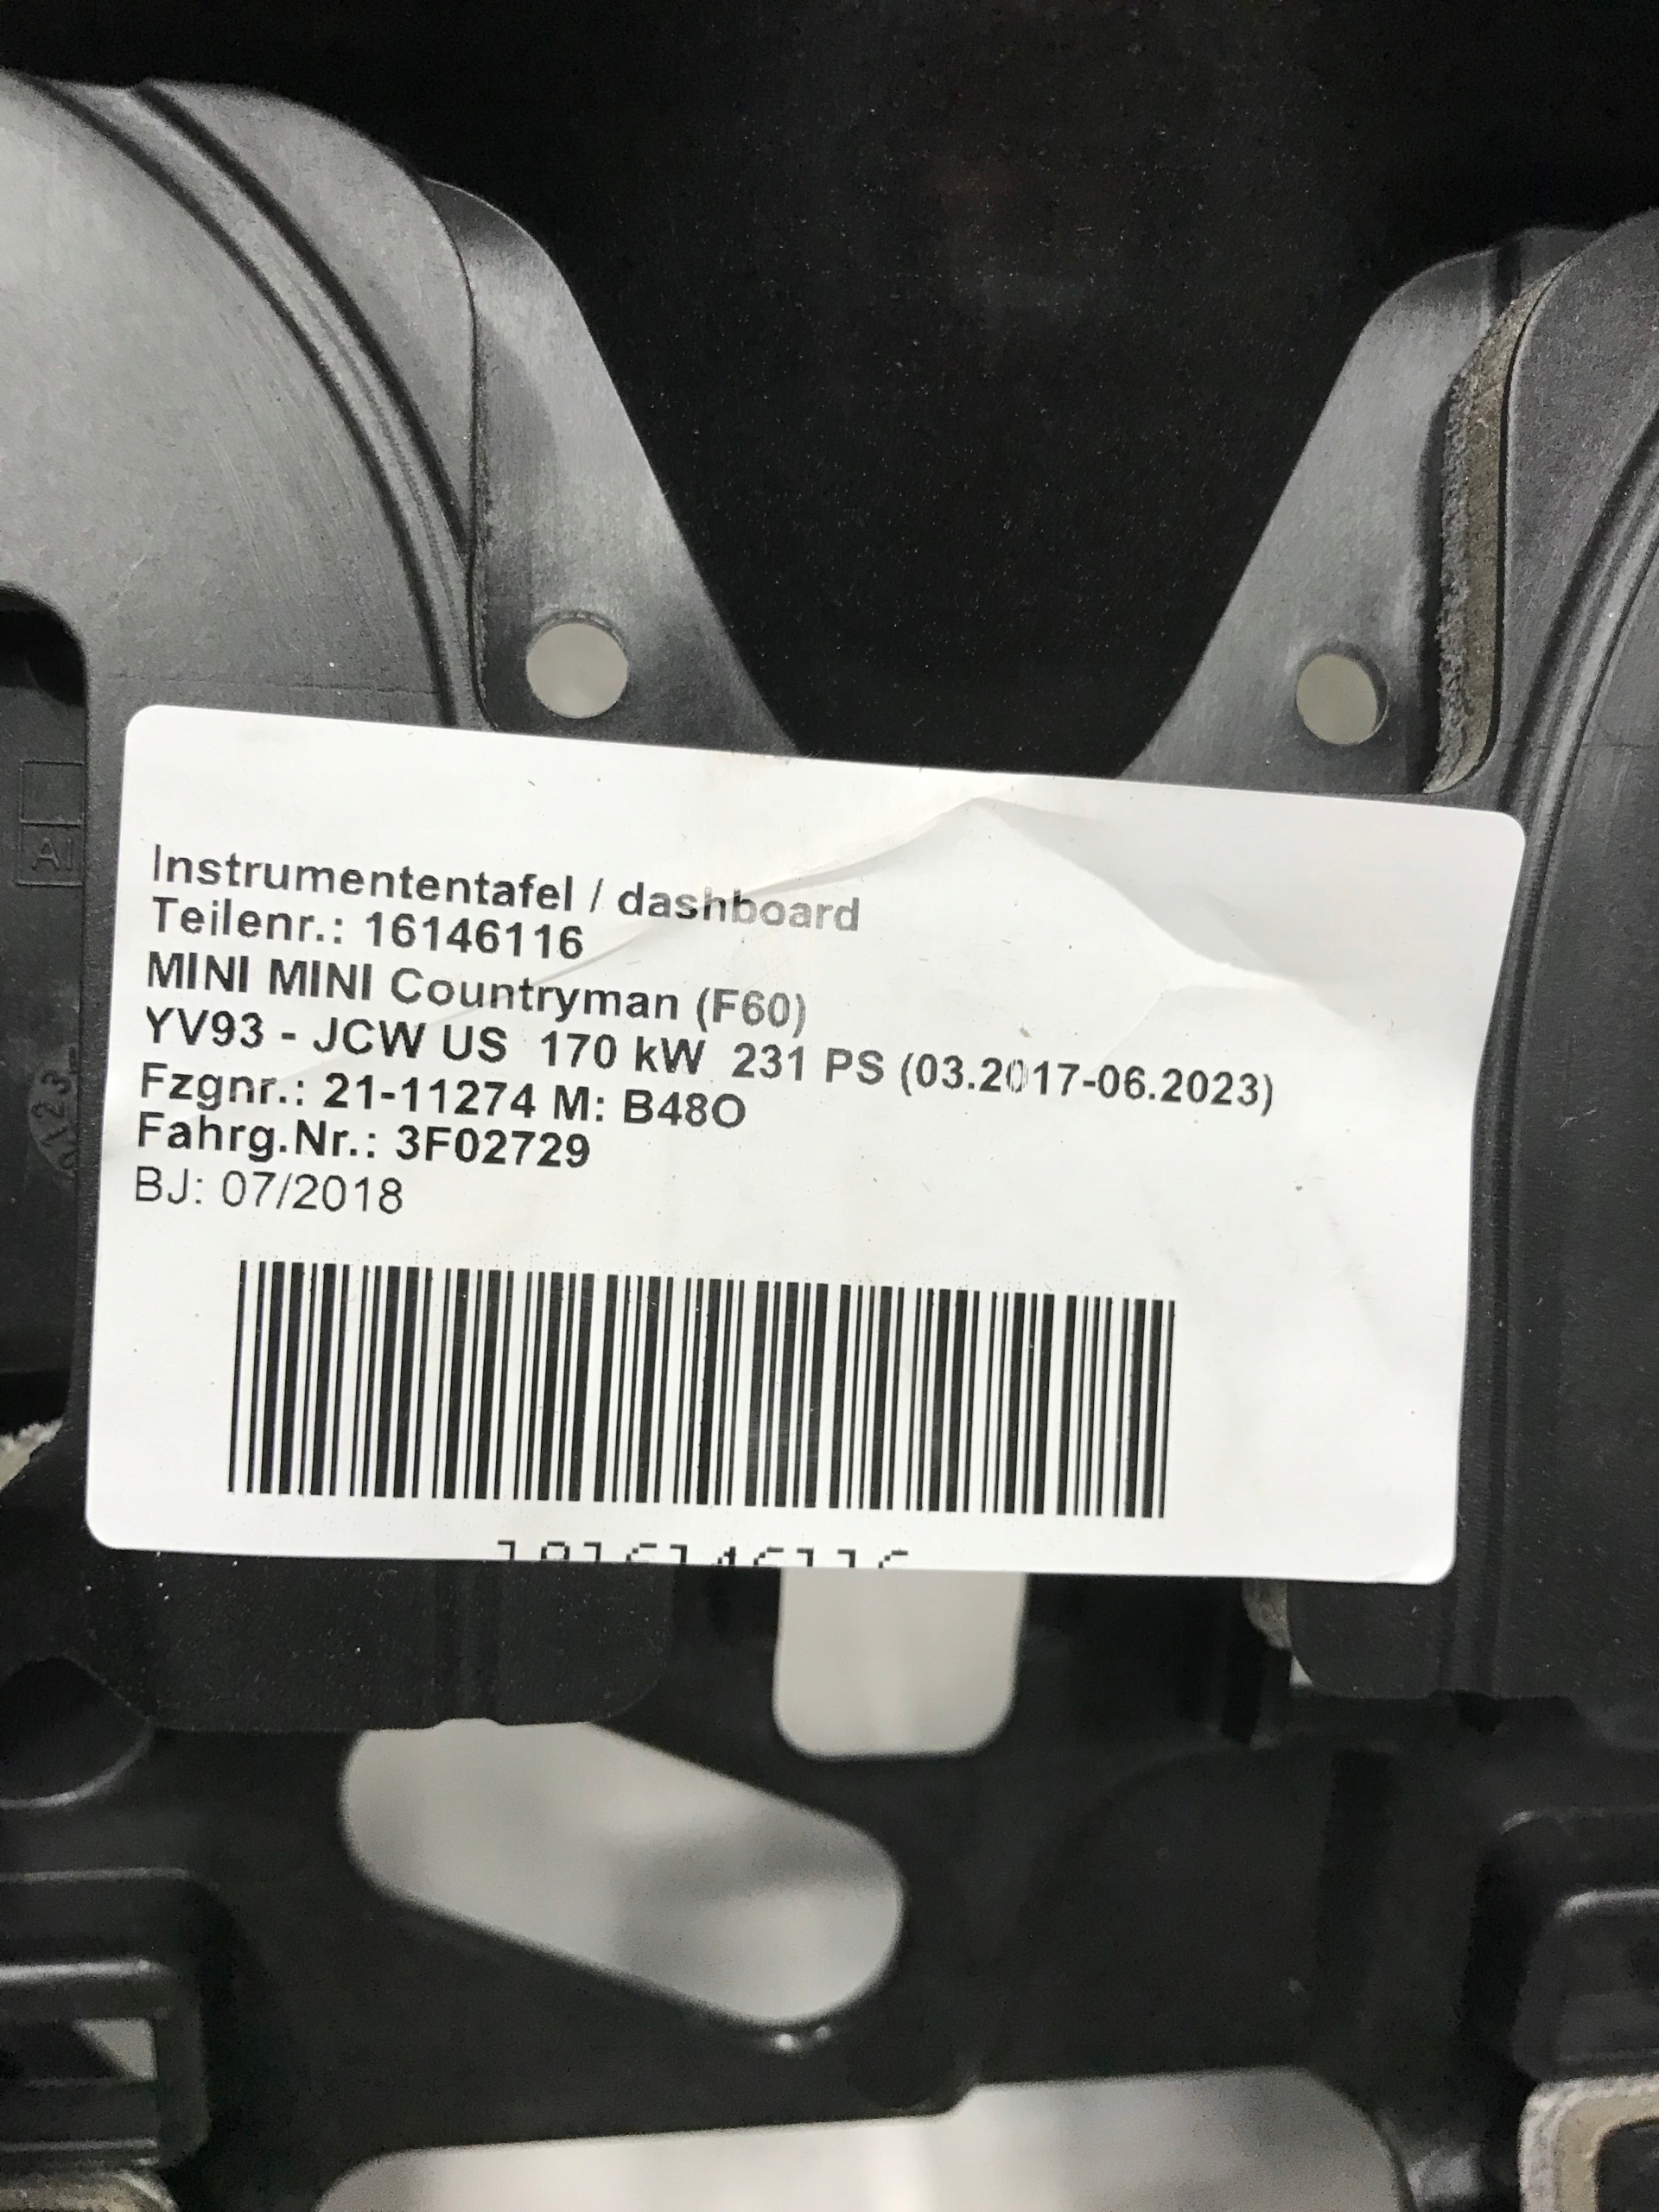 Instrumententafel / dashboard
Teilenr.: 16146116
MINI MINI Countryman (F60)
YV93 - JCW US 170 kW 231 PS (03.2017-06.2023)
Fzgnr.: 21-11274 M: B48O
Fahrg.Nr.: 3F02729
BJ: 07/2018